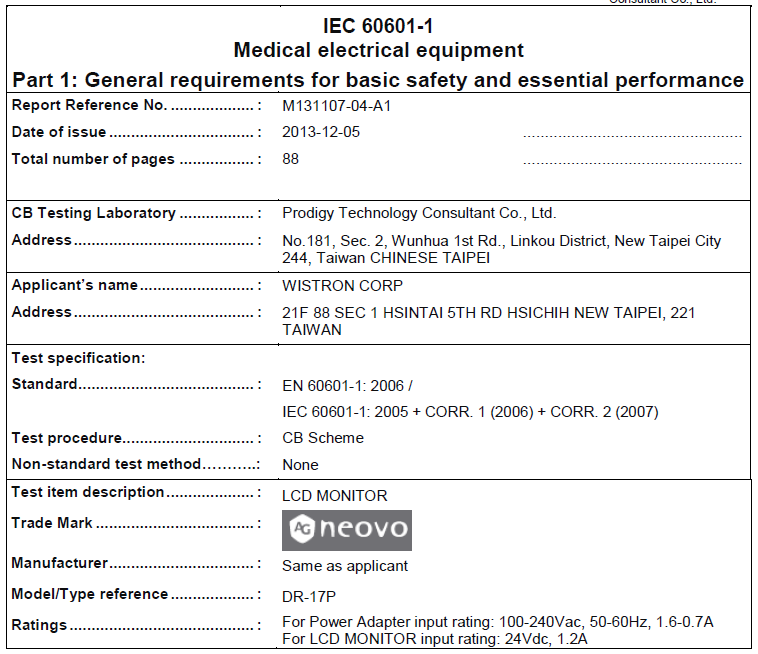 Consultant Co., Ltd.
IEC 60601-1
Medical electrical equipment
Part 1: General requirements for basic safety and essential performance
Report Reference No. ................... : M131107-04-A1
Date of issue ................................. : 2013-12-05 ..................................................
Total number of pages ................. : 88 ..................................................
CB Testing Laboratory ................. : Prodigy Technology Consultant Co., Ltd.
Address......................................... : No.181, Sec. 2, Wunhua 1st Rd., Linkou District, New Taipei City
244, Taiwan CHINESE TAIPEI
Applicant's name.......................... : WISTRON CORP
Address......................................... : 21F 88 SEC 1 HSINTAI 5TH RD HSICHIH NEW TAIPEI, 221
TAIWAN
Test specification:
Standard........................................ : EN 60601-1: 2006 /
IEC 60601-1: 2005 + CORR. 1 (2006) + CORR. 2 (2007)
Test procedure.............................. : CB Scheme
Non-standard test method………..: None
Test item description.................... : LCD MONITOR
Trade Mark .................................... : AG neovo
Manufacturer................................. : Same as applicant
Model/Type reference ................... : DR-17P
Ratings .......................................... : For Power Adapter input rating: 100-240Vac, 50-60Hz, 1.6-0.7A
For LCD MONITOR input rating: 24Vdc, 1.2A